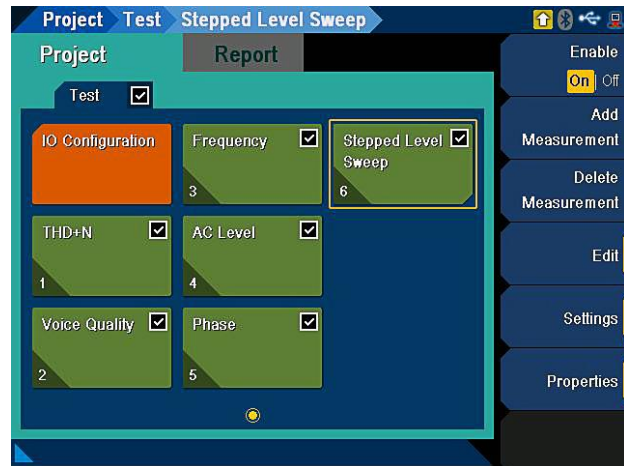 Project Test Stepped Level Sweep
Project Report
Test
IO Configuration
Frequency
3
Stepped Level
Sweep
6
THD+N
1
AC Level
4
Voice Quality
2
Phase
5
Enable
On | Off
Add
Measurement
Delete
Measurement
Edit
Settings
Properties